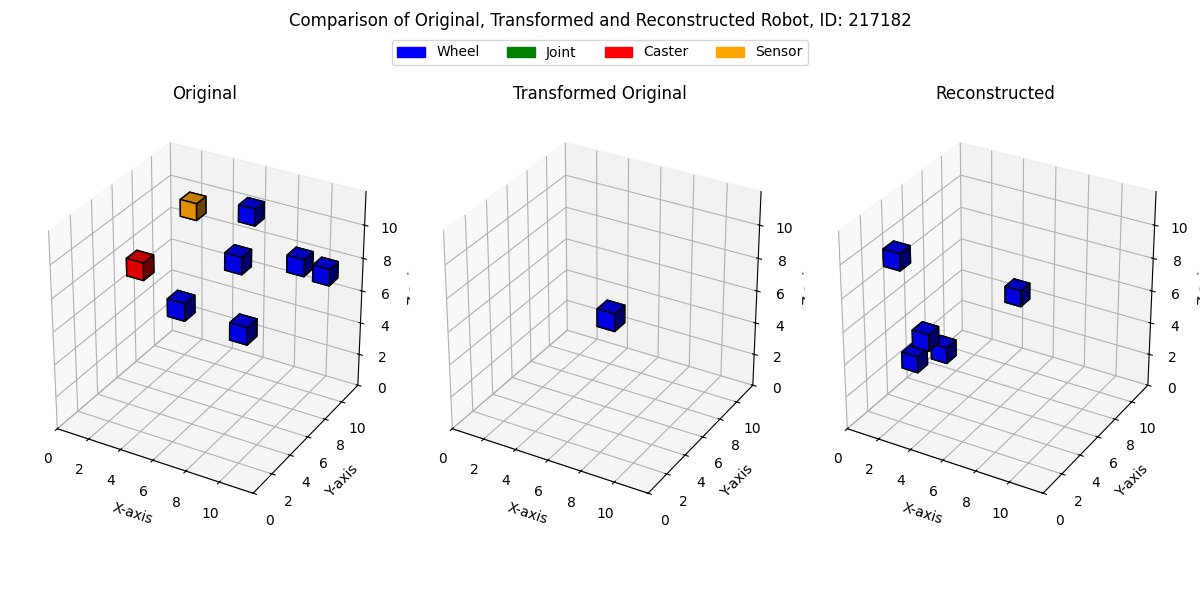 Comparison of Original, Transformed and Reconstructed Robot, ID: 217182
Wheel Joint Caster Sensor
Original Transformed Original Reconstructed
10 10 10
8 8 8
6 6 6
4 4 4
2 2 2
0 0 0
0 2 4 6 8 10
X-axis
0 2 4 6 8 10
Y-axis
0 2 4 6 8 10
X-axis
0 2 4 6 8 10
Y-axis
0 2 4 6 8 10
X-axis
0 2 4 6 8 10
Y-axis